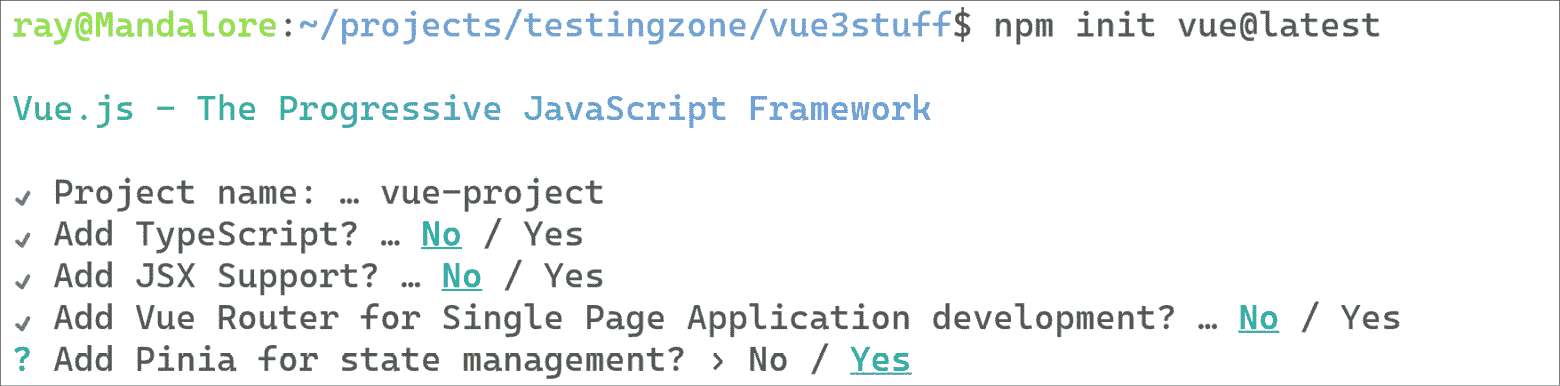 ray@Mandalore:~/projects/testingzone/vue3stuff$ npm init vue@latest
Vue.js - The Progressive JavaScript Framework
✔ Project name: … vue-project
✔ Add TypeScript? … No / Yes
✔ Add JSX Support? … No / Yes
✔ Add Vue Router for Single Page Application development? … No / Yes
? Add Pinia for state management? › No / Yes